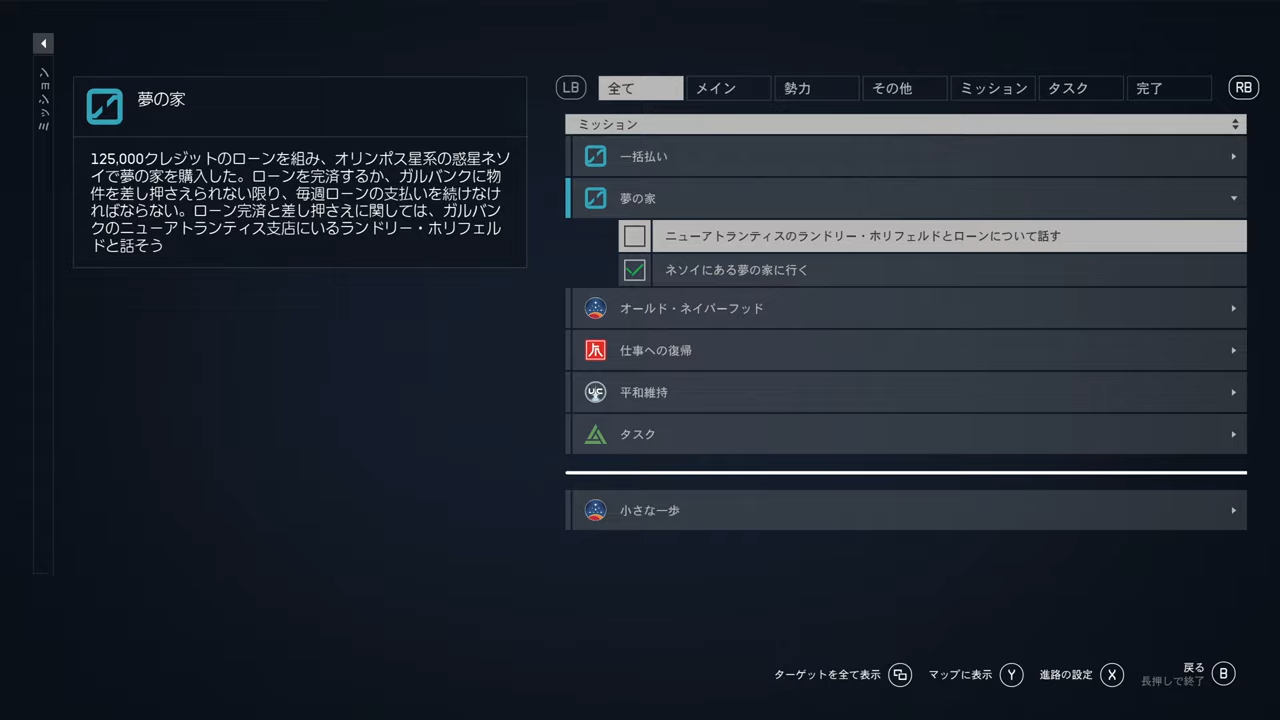 ミッション
夢の家
125,000クレジットのローンを組み、オリンポス星系の惑星ネソ
イで夢の家を購入した。ローンを完済するか、ガルバンクに物
件を差し押さえられない限り、毎週ローンの支払いを続けなけ
ればならない。ローン完済と差し押さえに関しては、ガルバン
クのニューアトランティス支店にいるランドリー・ホリフェル
ドと話そう
LB 全て メイン 勢力 その他 ミッション タスク 完了 RB
ミッション
一括払い
夢の家
ニューアトランティスのランドリー・ホリフェルドとローンについて話す
ネソイにある夢の家に行く
オールド・ネイバーフッド
仕事への復帰
UC 平和維持
タスク
小さな一歩
ターゲットを全て表示 マップに表示 Y 進路の設定 X 戻る B
長押しで終了